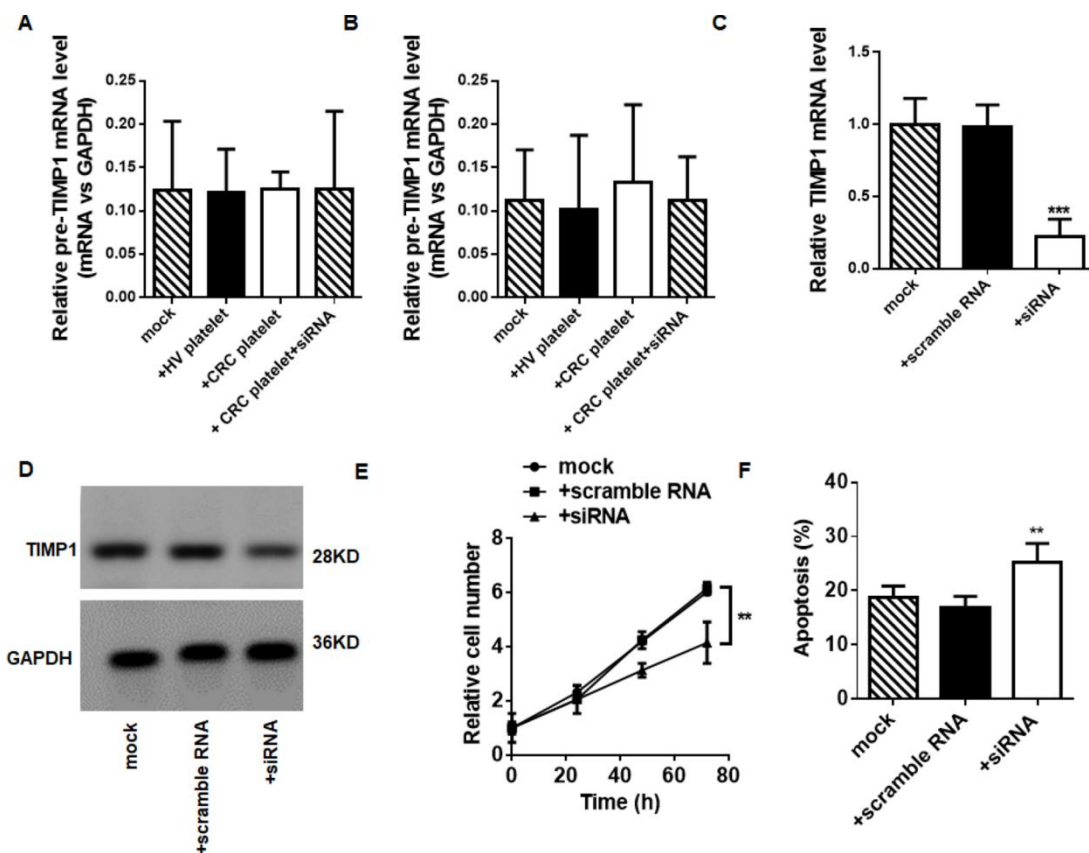 A
Relative pre-TIMP1 mRNA level
(mRNA vs GAPDH)
0.25
0.20
0.15
0.10
0.05
0.00
mock
+HV platelet
+CRC platelet
+ CRC platelet+siRNA
B
Relative pre-TIMP1 mRNA level
(mRNA vs GAPDH)
0.25
0.20
0.15
0.10
0.05
0.00
mock
+HV platelet
+CRC platelet
+ CRC platelet+siRNA
C
Relative TIMP1 mRNA level
1.5
1.0
0.5
0.0
***
mock
+scramble RNA
+siRNA
D
TIMP1
28KD
GAPDH
36KD
mock
+scramble RNA
+siRNA
E
mock
+scramble RNA
+siRNA
Relative cell number
8
6
4
2
0
**
0
20
40
60
80
Time (h)
F
Apoptosis (%)
40
30
20
10
0
**
mock
+scramble RNA
+siRNA